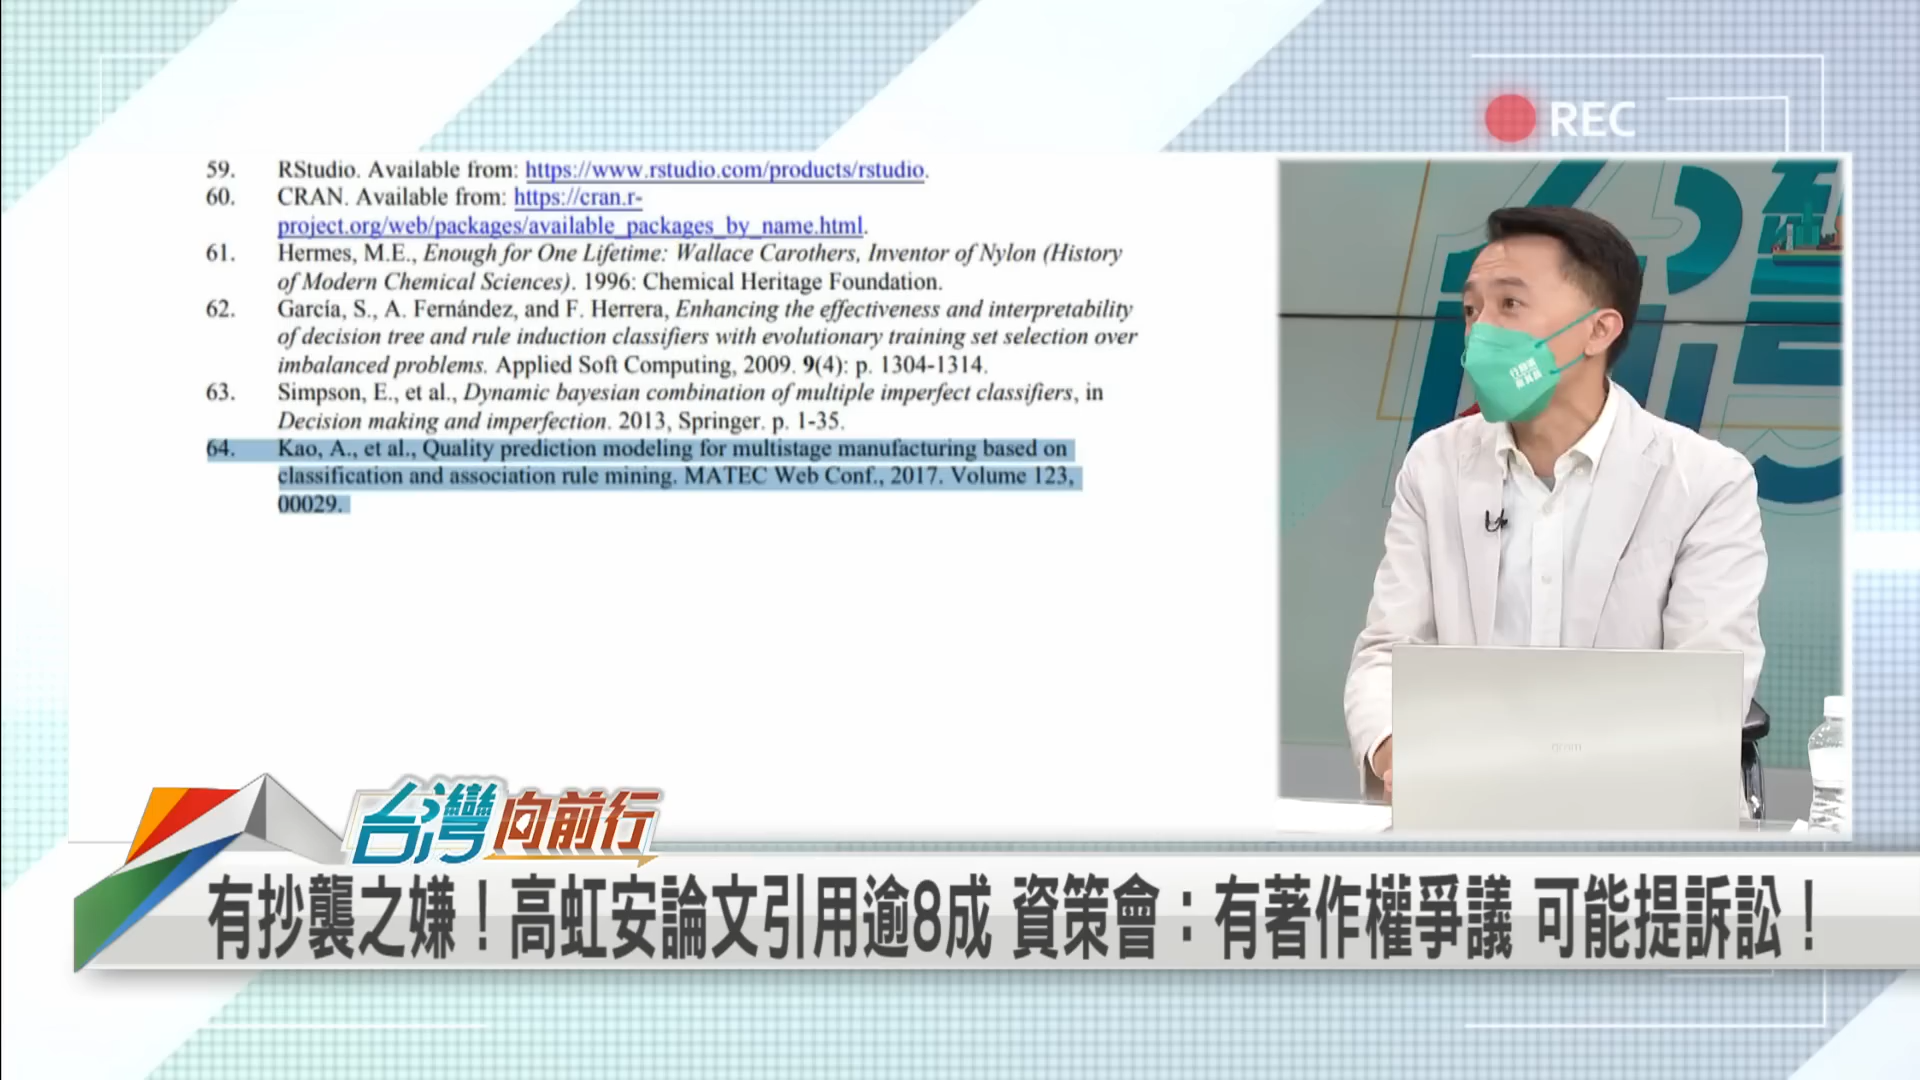 REC
59. RStudio. Available from: https://www.rstudio.com/products/rstudio.
60. CRAN. Available from: https://cran.r-
project.org/web/packages/available_packages_by_name.html.
61. Hermes, M.E., Enough for One Lifetime: Wallace Carothers, Inventor of Nylon (History
of Modern Chemical Sciences). 1996: Chemical Heritage Foundation.
62. García, S., A. Fernández, and F. Herrera, Enhancing the effectiveness and interpretability
of decision tree and rule induction classifiers with evolutionary training set selection over
imbalanced problems. Applied Soft Computing, 2009. 9(4): p. 1304-1314.
63. Simpson, E., et al., Dynamic bayesian combination of multiple imperfect classifiers, in
Decision making and imperfection. 2013, Springer. p. 1-35.
64. Kao, A., et al., Quality prediction modeling for multistage manufacturing based on
classification and association rule mining. MATEC Web Conf., 2017. Volume 123,
00029.
台灣向前行
有抄襲之嫌！高虹安論文引用逾8成 資策會：有著作權爭議 可能提訴訟！